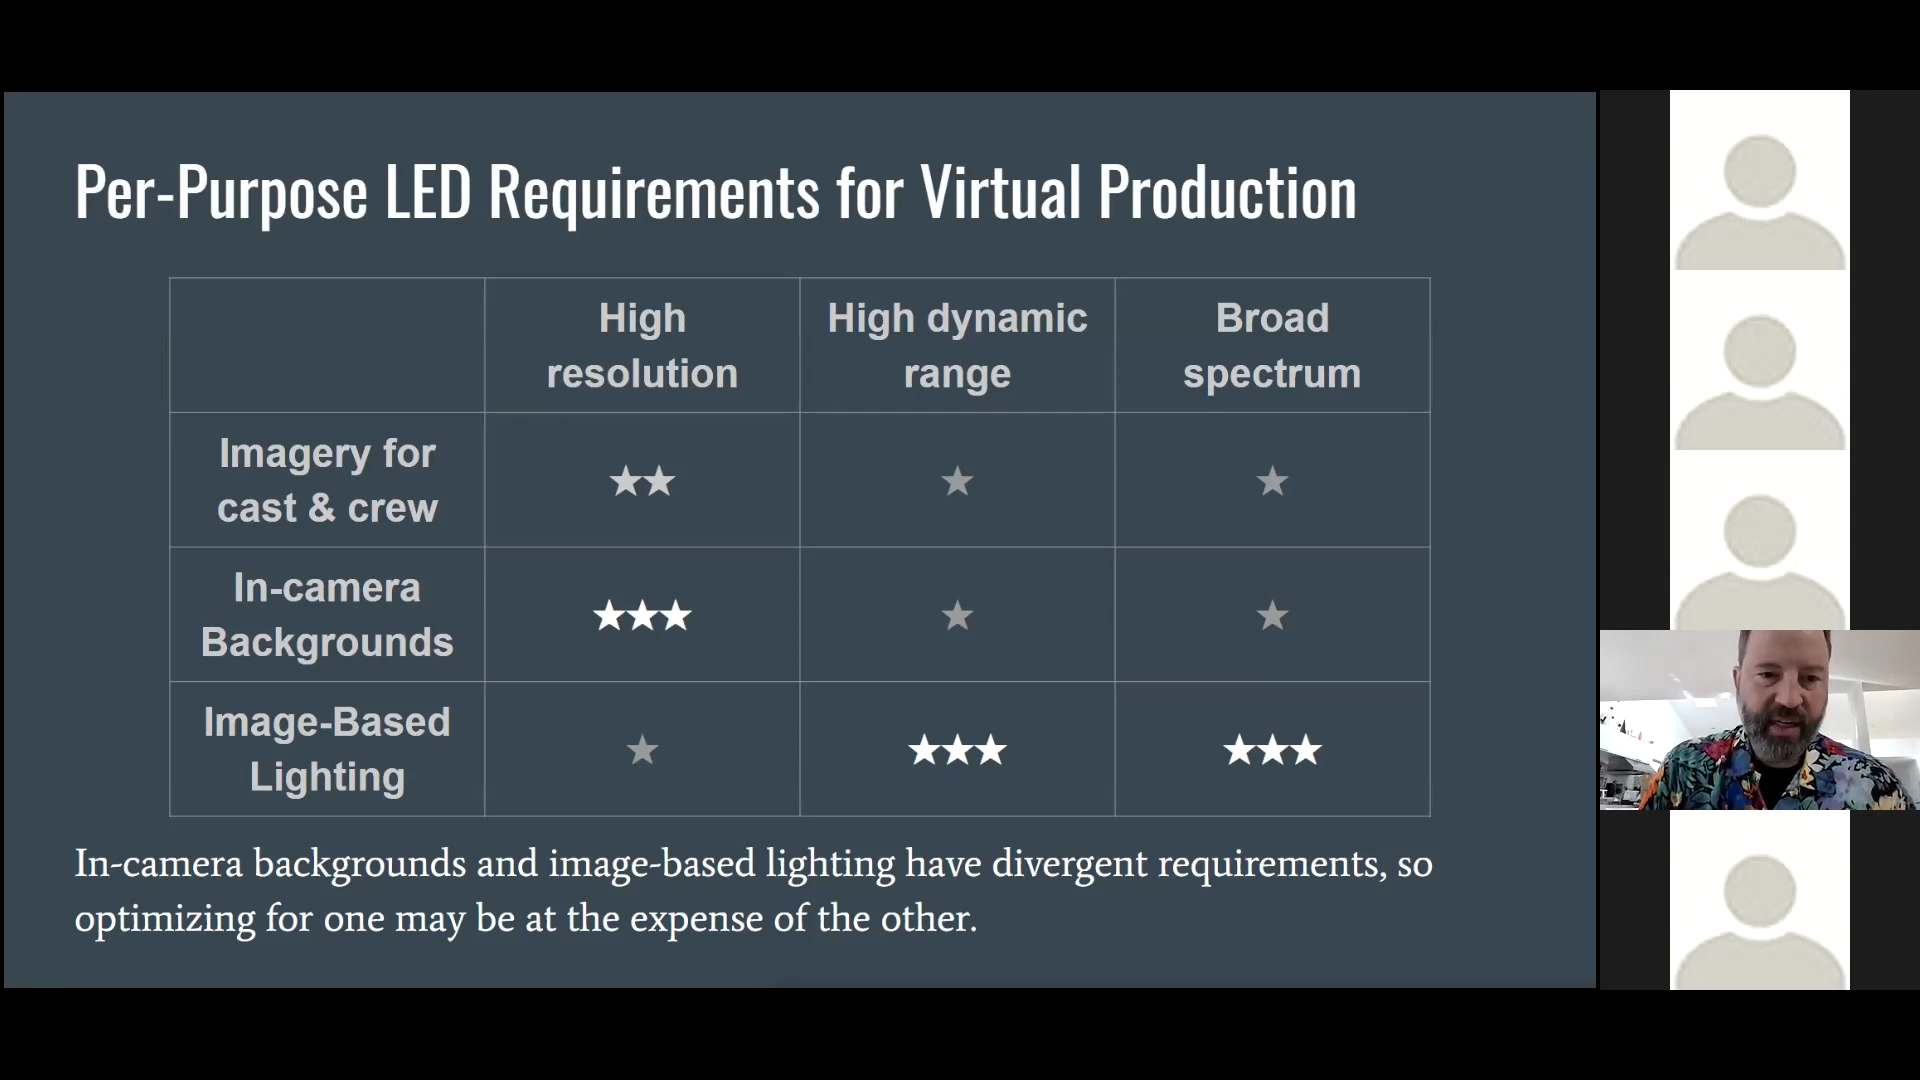 Per-Purpose LED Requirements for Virtual Production
High resolution
High dynamic range
Broad spectrum
Imagery for cast & crew
★★
★
★
In-camera Backgrounds
★★★
★
★
Image-Based Lighting
★
★★★
★★★
In-camera backgrounds and image-based lighting have divergent requirements, so
optimizing for one may be at the expense of the other.